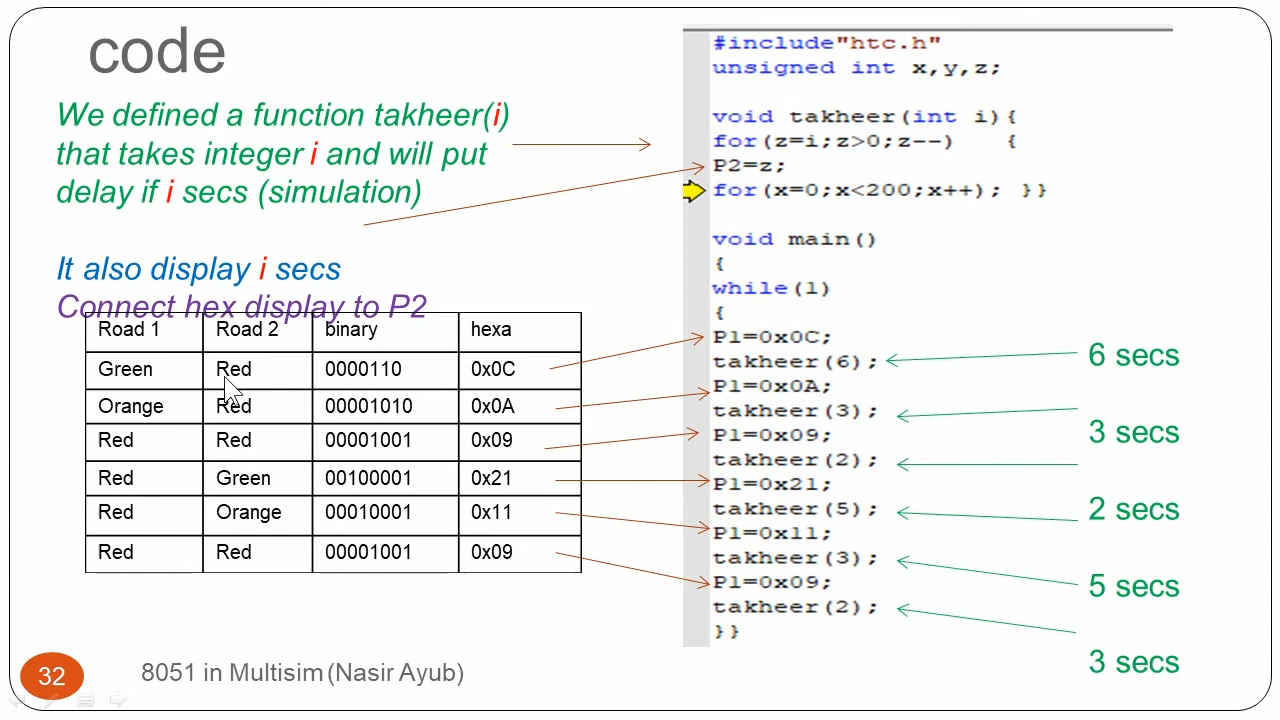 code
We defined a function takheer(i)
that takes integer i and will put
delay if i secs (simulation)
It also display i secs
Connect hex display to P2
Road 1 Road 2 binary hexa
Green Red 0000110 0x0C
Orange Red 00001010 0x0A
Red Red 00001001 0x09
Red Green 00100001 0x21
Red Orange 00010001 0x11
Red Red 00001001 0x09
#include"htc.h"
unsigned int x,y,z;
void takheer(int i){
for(z=i;z>0;z--) {
P2=z;
for(x=0;x<200;x++); }}
void main()
{
while(1)
{
P1=0x0C;
takheer(6);
P1=0x0A;
takheer(3);
P1=0x09;
takheer(2);
P1=0x21;
takheer(5);
P1=0x11;
takheer(3);
P1=0x09;
takheer(2);
}}
6 secs
3 secs
2 secs
5 secs
3 secs
32
8051 in Multisim (Nasir Ayub)